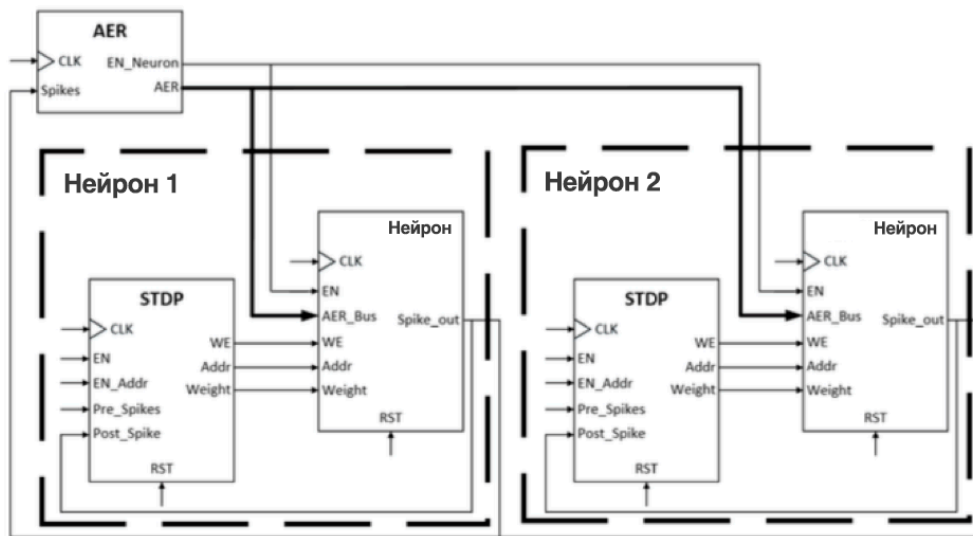 AER
CLK
EN_Neuron
AER
Spikes
Нейрон 1
Нейрон
CLK
EN
AER_Bus
Spike_out
WE
Addr
Weight
RST
STDP
CLK
EN
WE
EN_Addr
Addr
Pre_Spikes
Weight
Post_Spike
RST
Нейрон 2
Нейрон
CLK
EN
AER_Bus
Spike_out
WE
Addr
Weight
RST
STDP
CLK
EN
WE
EN_Addr
Addr
Pre_Spikes
Weight
Post_Spike
RST